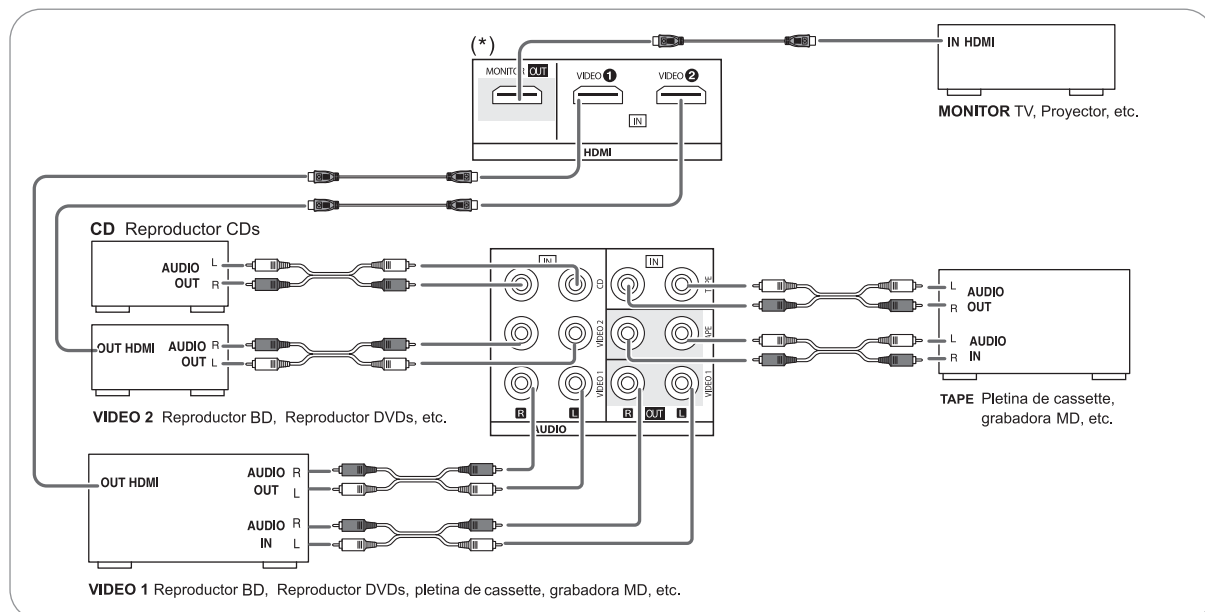 (*)
IN HDMI
MONITOR OUT
VIDEO 1
VIDEO 2
IN
HDMI
MONITOR TV, Proyector, etc.
CD Reproductor CDs
AUDIO
OUT
L
R
IN
CD
IN
TAPE
AUDIO
OUT
L
R
OUT HDMI
AUDIO
OUT
R
L
VIDEO 2
TAPE
AUDIO
IN
L
R
VIDEO 2 Reproductor BD, Reproductor DVDs, etc.
VIDEO 1
VIDEO 1
R
L
R
OUT
L
AUDIO
TAPE Pletina de cassette,
grabadora MD, etc.
OUT HDMI
AUDIO
OUT
R
L
AUDIO
IN
R
L
VIDEO 1 Reproductor BD, Reproductor DVDs, pletina de cassette, grabadora MD, etc.